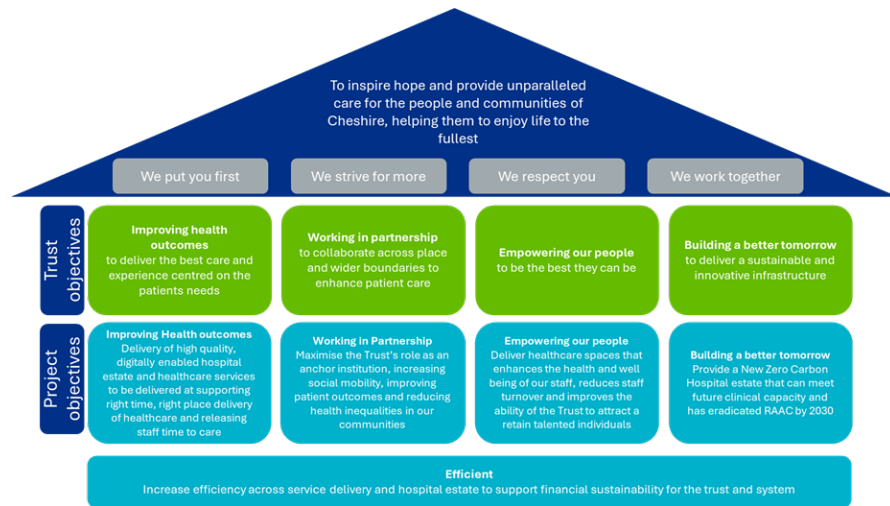 To inspire hope and provide unparalleled
care for the people and communities of
Cheshire, helping them to enjoy life to the
fullest
We put you first
We strive for more
We respect you
We work together
Trust
objectives
Improving health
outcomes
to deliver the best care and
experience centred on the
patients needs
Working in partnership
to collaborate across place
and wider boundaries to
enhance patient care
Empowering our people
to be the best they can be
Building a better tomorrow
to deliver a sustainable and
innovative infrastructure
Project
objectives
Improving Health outcomes
Delivery of high quality,
digitally enabled hospital
estate and healthcare services
to be delivered at supporting
right time, right place delivery
of healthcare and releasing
staff time to care
Working in Partnership
Maximise the Trust's role as an
anchor institution, increasing
social mobility, improving
patient outcomes and reducing
health inequalities in our
communities
Empowering our people
Deliver healthcare spaces that
enhances the health and well
being of our staff, reduces staff
turnover and improves the
ability of the Trust to attract a
retain talented individuals
Building a better tomorrow
Provide a New Zero Carbon
Hospital estate that can meet
future clinical capacity and
has eradicated RAAC by 2030
Efficient
Increase efficiency across service delivery and hospital estate to support financial sustainability for the trust and system